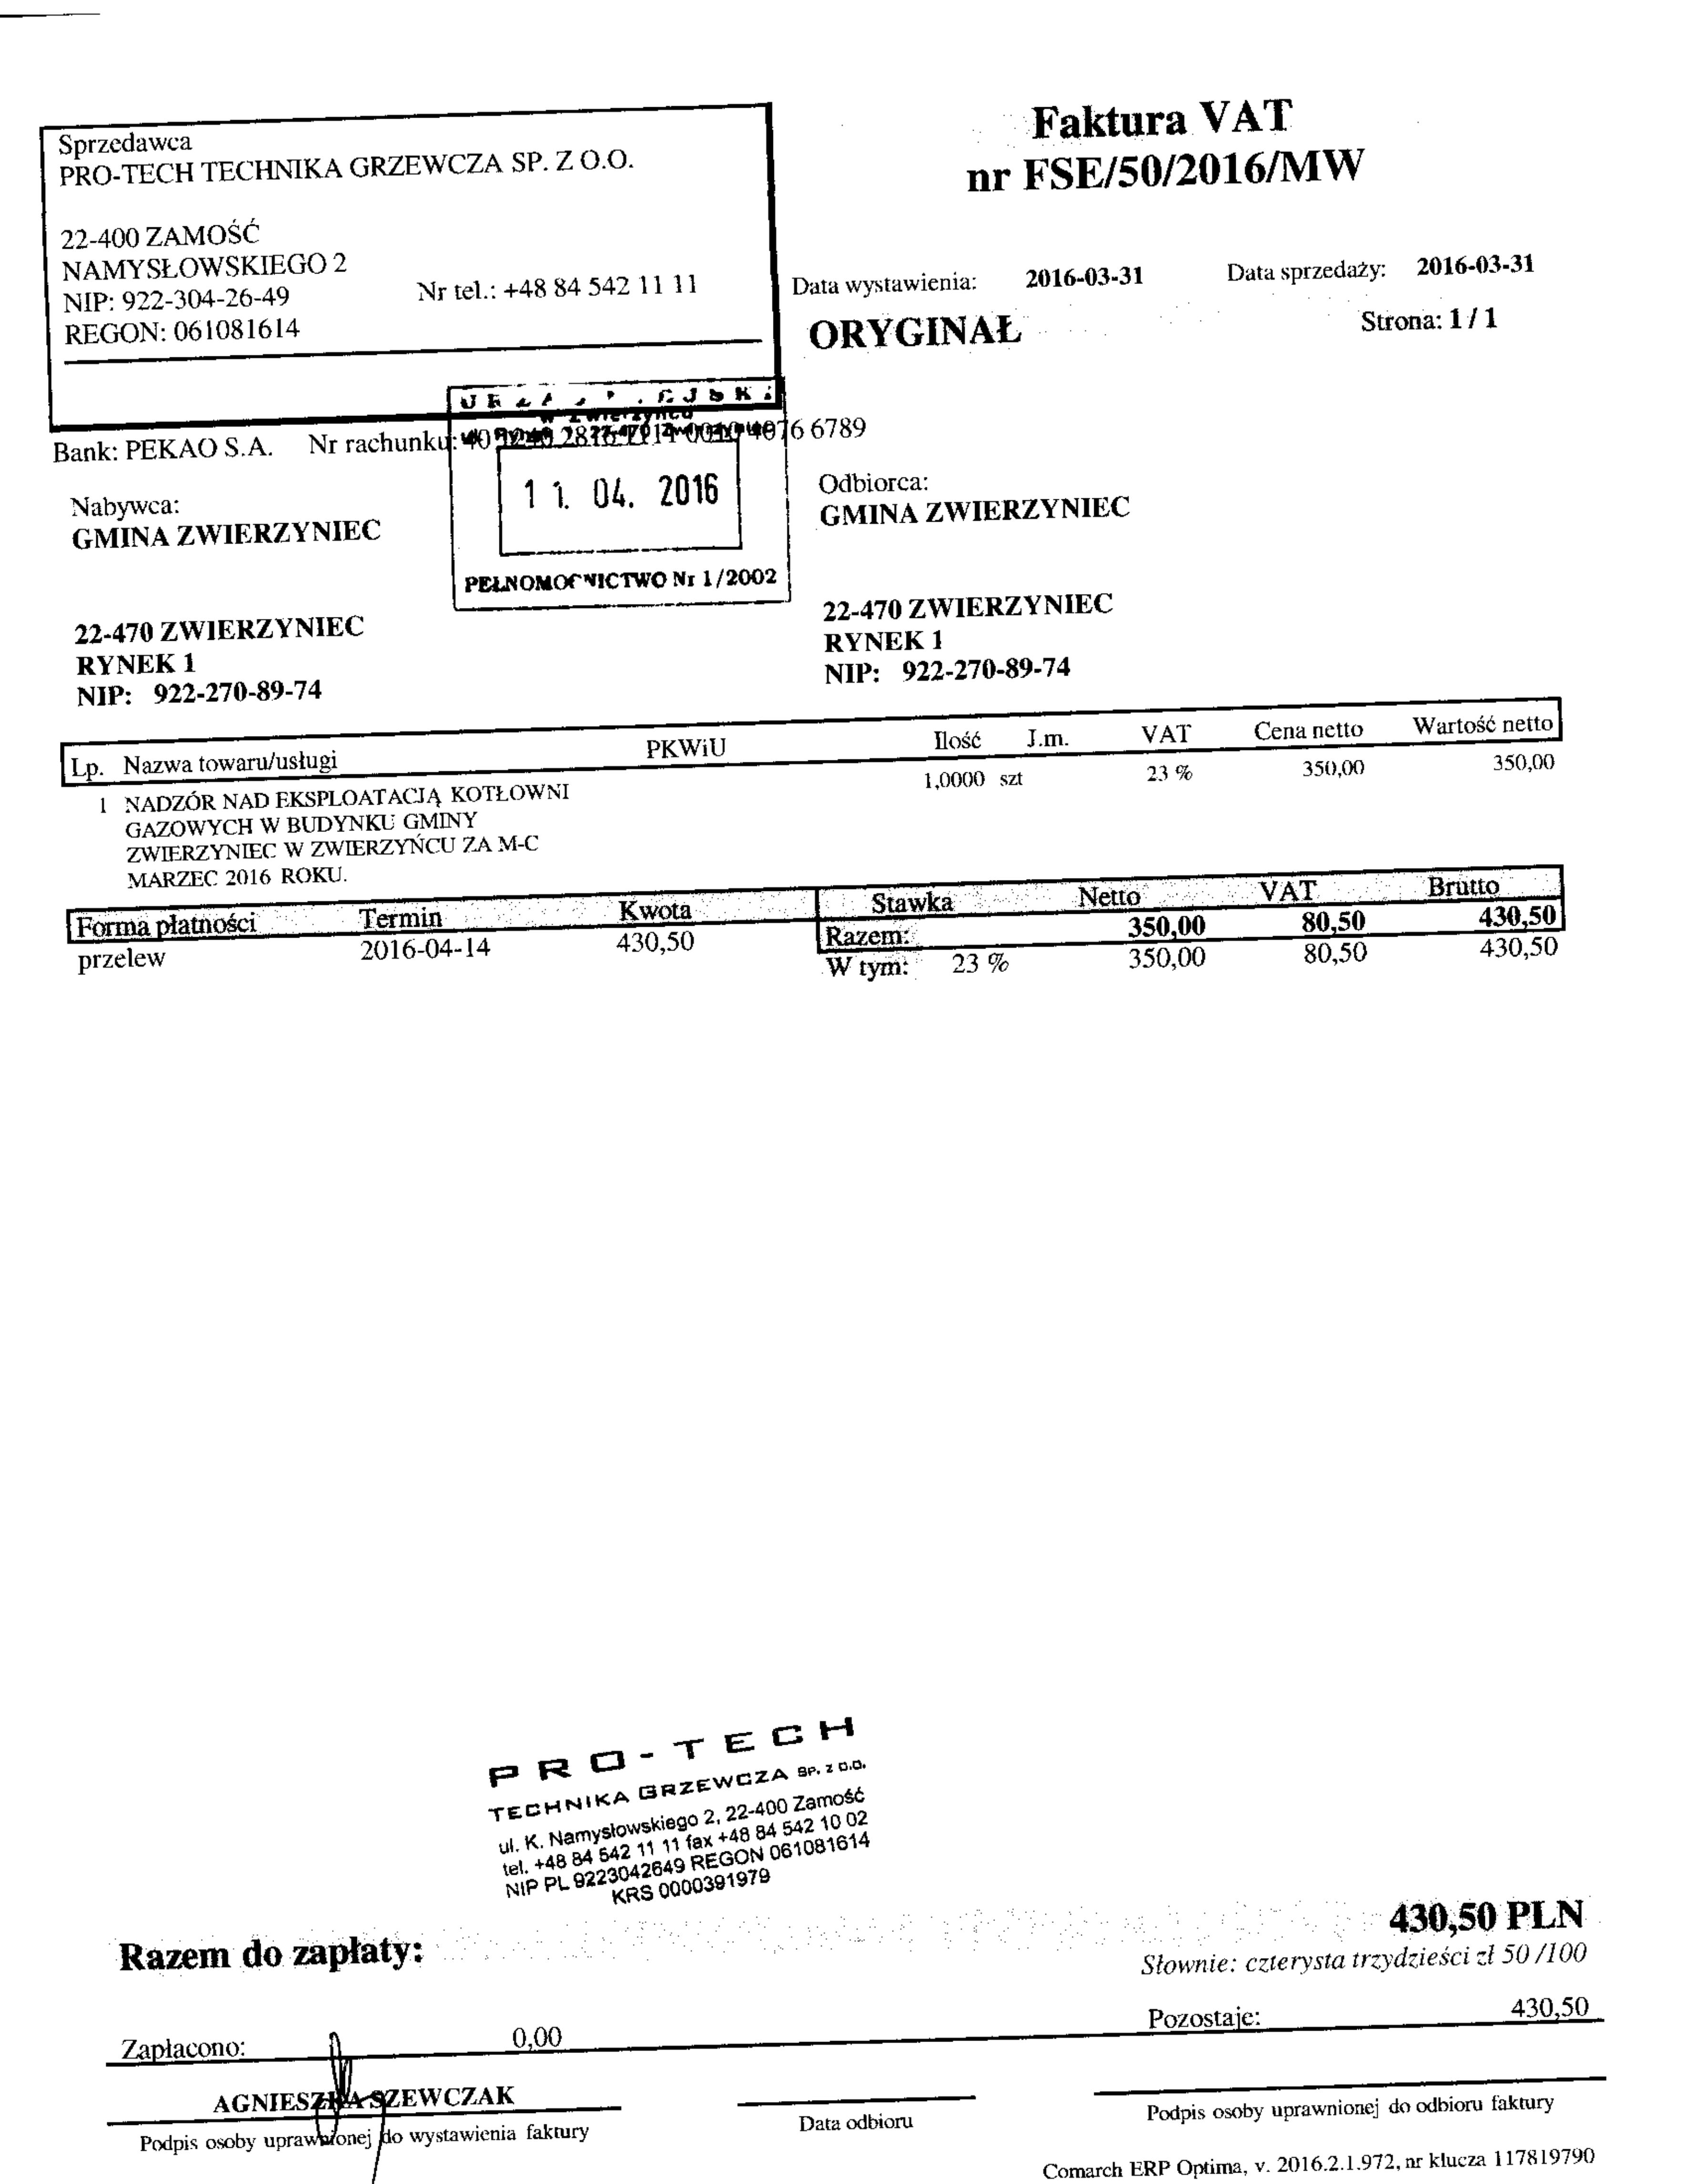 Sprzedawca
PRO-TECH TECHNIKA GRZEWCZA SP. Z O.O.
22-400 ZAMOŚĆ
NAMYSŁOWSKIEGO 2
NIP: 922-304-26-49
Nr tel.: +48 84 542 11 11
REGON: 061081614
Faktura VAT
nr FSE/50/2016/MW
Data wystawienia: 2016-03-31 Data sprzedaży: 2016-03-31
ORYGINAŁ
Strona: 1 / 1
w Zwierzyńcu
Bank: PEKAO S.A. Nr rachunku: 4076 6789
11. 04. 2016
PEŁNOMOCNICTWO Nr 1/2002
Nabywca:
GMINA ZWIERZYNIEC
22-470 ZWIERZYNIEC
RYNEK 1
NIP: 922-270-89-74
Odbiorca:
GMINA ZWIERZYNIEC
22-470 ZWIERZYNIEC
RYNEK 1
NIP: 922-270-89-74
Lp. Nazwa towaru/usługi PKWiU Ilość J.m. VAT Cena netto Wartość netto
1 NADZÓR NAD EKSPLOATACJĄ KOTŁOWNI 1,0000 szt 23 % 350,00 350,00
GAZOWYCH W BUDYNKU GMINY
ZWIERZYNIEC W ZWIERZYŃCU ZA M-C
MARZEC 2016 ROKU.
Forma płatności Termin Kwota
przelew 2016-04-14 430,50
Stawka Netto VAT Brutto
Razem: 350,00 80,50 430,50
W tym: 23 % 350,00 80,50 430,50
PRO-TECH
TECHNIKA GRZEWCZA SP. Z O.O.
ul. K. Namysłowskiego 2, 22-400 Zamość
tel. +48 84 542 11 11 fax +48 84 542 10 02
NIP PL 9223042649 REGON 061081614
KRS 0000391979
Razem do zapłaty: 430,50 PLN
Słownie: czterysta trzydzieści zł 50 /100
Zapłacono: 0,00 Pozostaje: 430,50
AGNIESZKA SZEWCZAK
Podpis osoby uprawnionej do wystawienia faktury
Data odbioru
Podpis osoby uprawnionej do odbioru faktury
Comarch ERP Optima, v. 2016.2.1.972, nr klucza 117819790